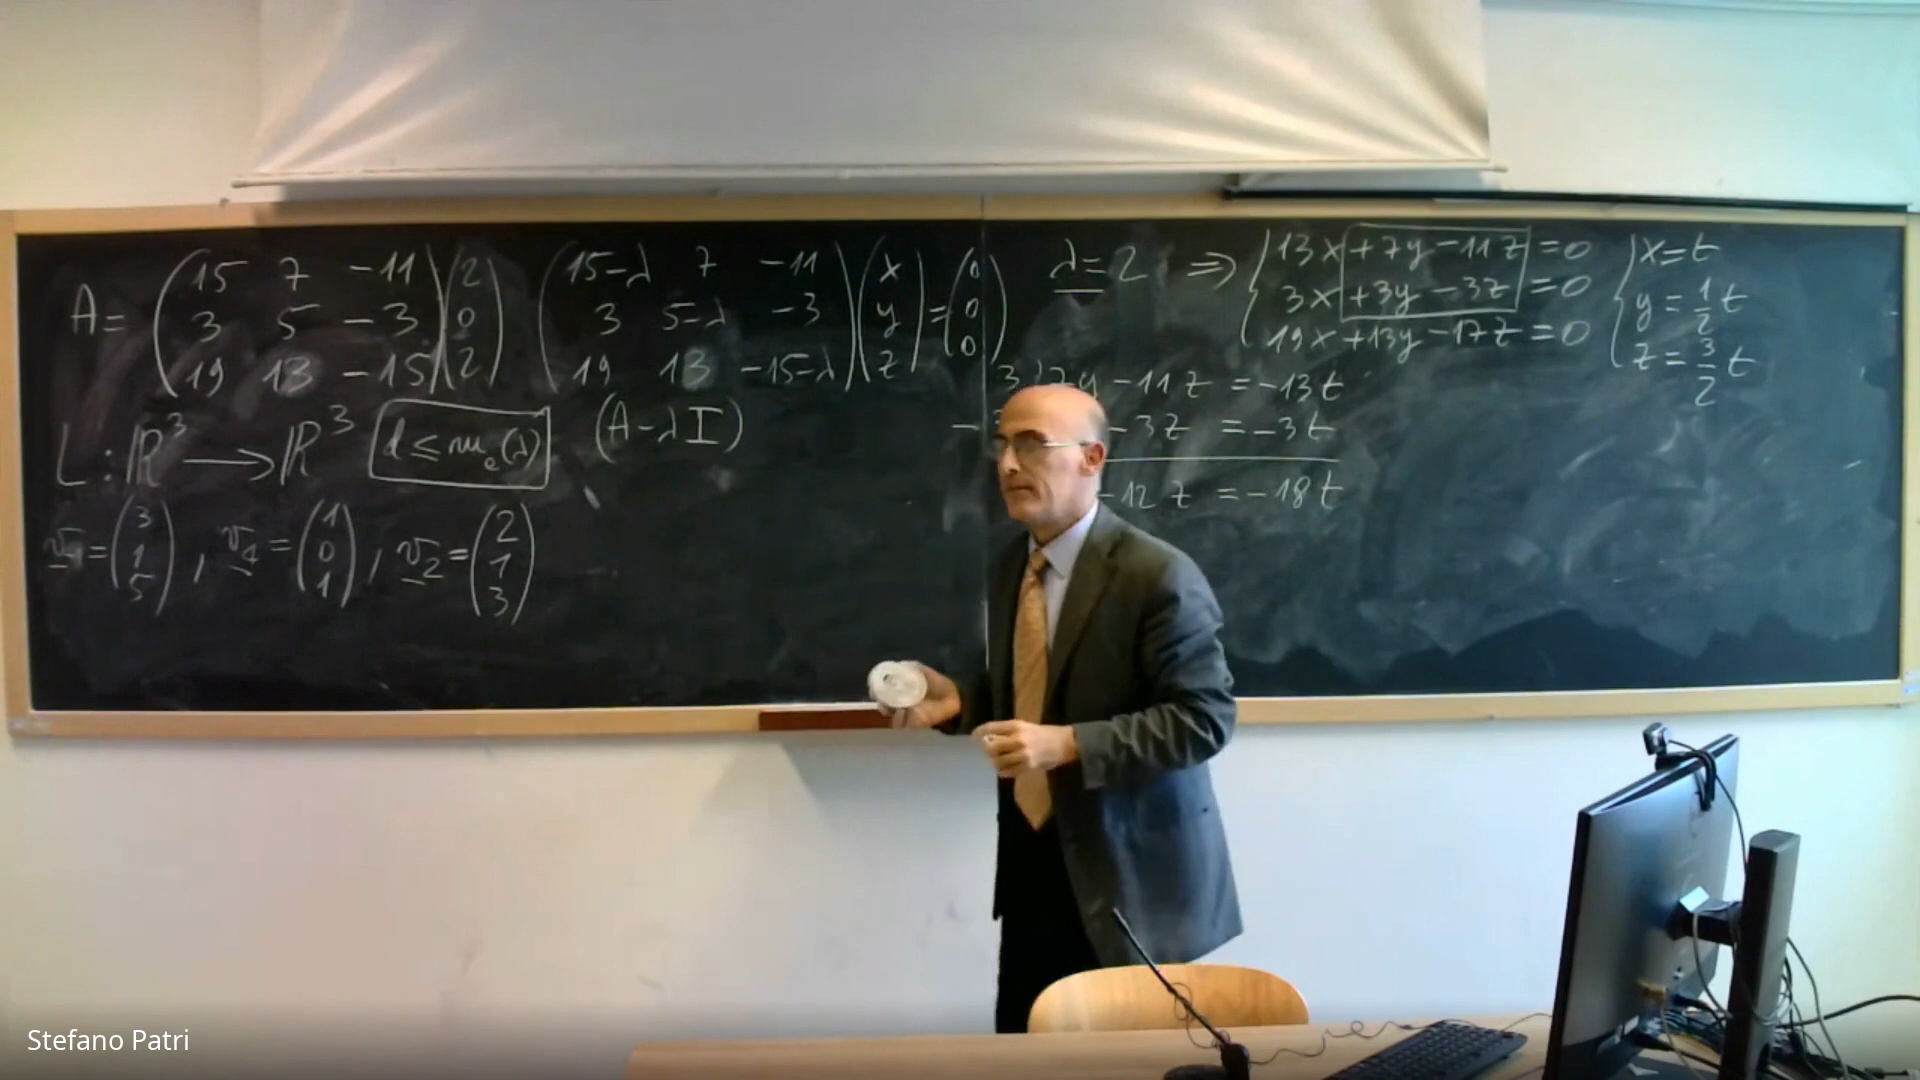 A= (15 7 -11) (2) (15-λ 7 -11) (x) (0)
(3 5 -3) (0) (3 5-λ -3) (y) = (0)
(19 13 -15) (2) (19 13 -15-λ) (z) (0)
L : ℝ³ → ℝ³ d ≤ m_a(λ) (A-λI)
v = (3 1 5) , v = (1 0 1) , v₂ = (2 1 3)
λ=2 ⇒ { 13x+7y-11z=0
3x+3y-3z=0
19x+13y-17z=0
{ x=t
y=1/2 t
z=3/2 t
-11z = -13t
-3z = -3t
-12z = -18t
Stefano Patri